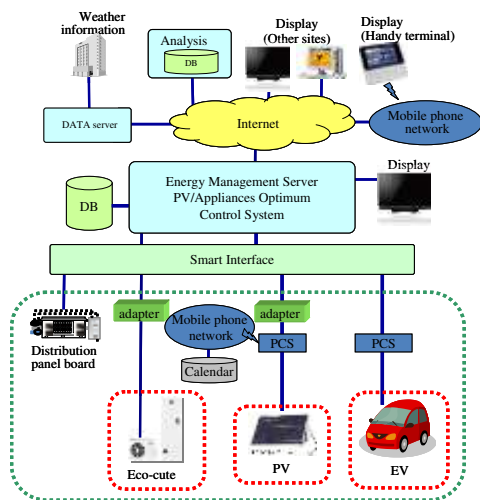 Weather
information
Analysis
DB
Display
(Other sites)
Display
(Handy terminal)
DATA server
Internet
Mobile phone
network
Energy Management Server
PV/Appliances Optimum
Control System
DB
Display
Smart Interface
adapter
adapter
Mobile phone
network
PCS
PCS
Distribution
panel board
Calendar
Eco-cute
PV
EV